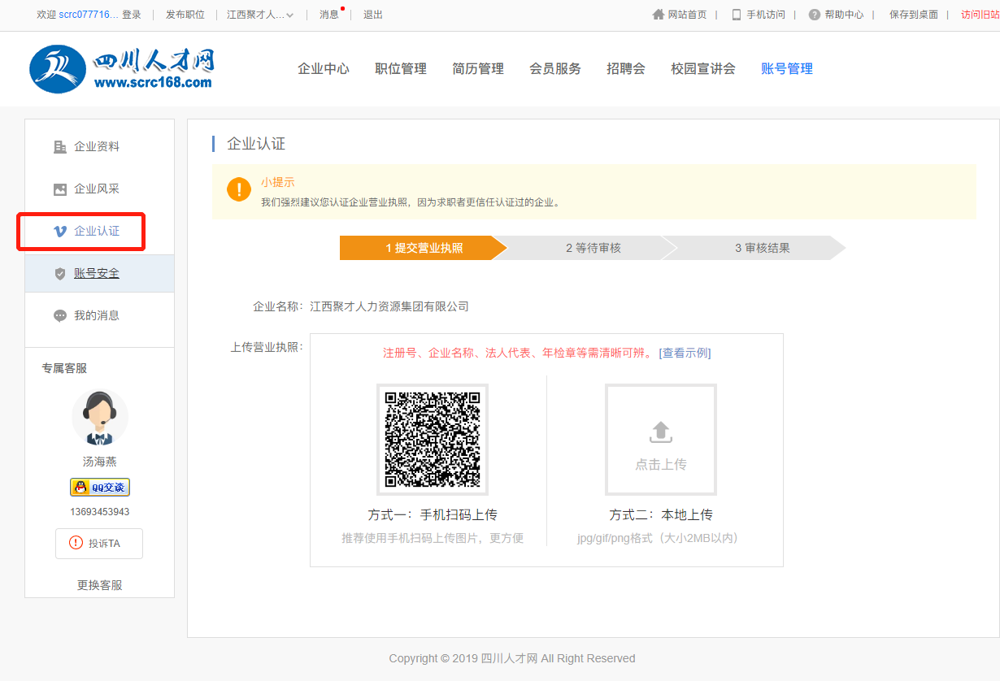 欢迎 scrc077716... 登录 | 发布职位 | 江西聚才人... | 消息 | 退出
网站首页 | 手机访问 | ? 帮助中心 | 保存到桌面 | 访问旧站
四川人才网
www.scrc168.com
企业中心 职位管理 简历管理 会员服务 招聘会 校园宣讲会 账号管理
企业资料
企业风采
企业认证
账号安全
我的消息
专属客服
汤海燕
QQ交谈
13693453943
投诉TA
更换客服
企业认证
小提示
我们强烈建议您认证企业营业执照，因为求职者更信任认证过的企业。
1 提交营业执照 2 等待审核 3 审核结果
企业名称：江西聚才人力资源集团有限公司
上传营业执照：
注册号、企业名称、法人代表、年检章等需清晰可辨。 [查看示例]
点击上传
方式一：手机扫码上传
推荐使用手机扫码上传图片，更方便
方式二：本地上传
jpg/gif/png格式（大小2MB以内）
Copyright © 2019 四川人才网 All Right Reserved